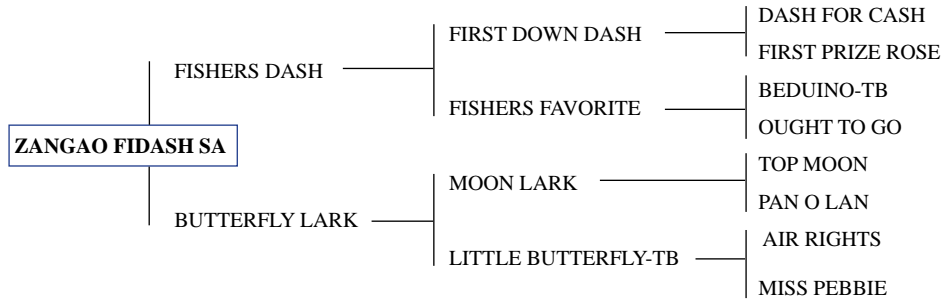 DASH FOR CASH
FIRST DOWN DASH
FIRST PRIZE ROSE
FISHERS DASH
BEDUINO-TB
FISHERS FAVORITE
OUGHT TO GO
ZANGAO FIDASH SA
TOP MOON
MOON LARK
PAN O LAN
BUTTERFLY LARK
AIR RIGHTS
LITTLE BUTTERFLY-TB
MISS PEBBIE